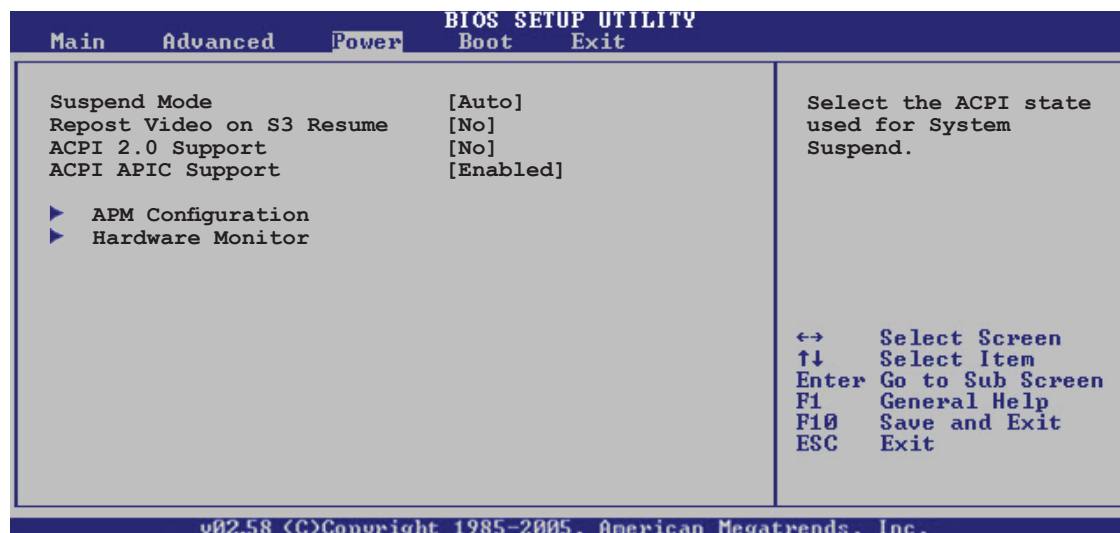 BIOS SETUP UTILITY
Main Advanced Power Boot Exit
Suspend Mode [Auto]
Repost Video on S3 Resume [No]
ACPI 2.0 Support [No]
ACPI APIC Support [Enabled]
APM Configuration
Hardware Monitor
Select the ACPI state
used for System
Suspend.
←→ Select Screen
↑↓ Select Item
Enter Go to Sub Screen
F1 General Help
F10 Save and Exit
ESC Exit
v02.58 (C)Copyright 1985-2005, American Megatrends, Inc.